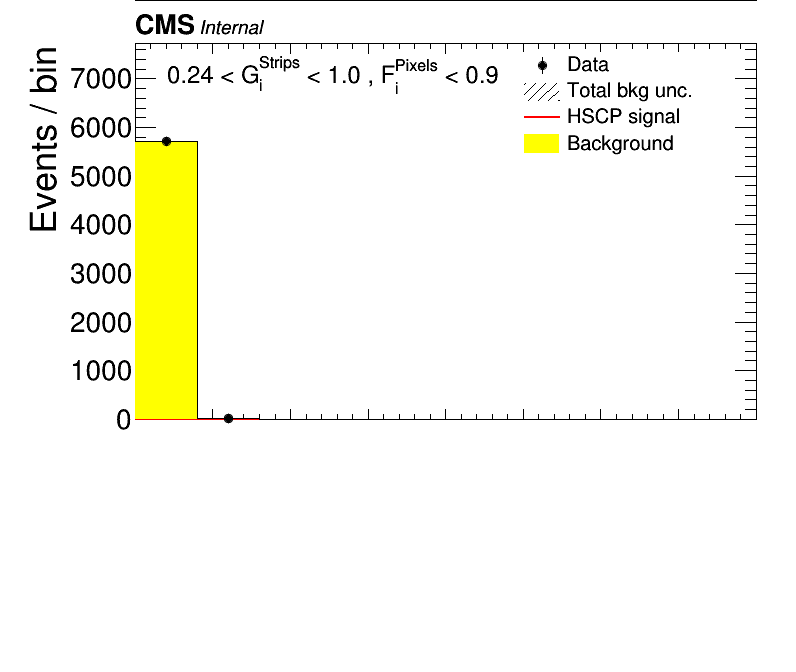 CMS Internal
Events / bin
7000
6000
5000
4000
3000
2000
1000
0
0.24 < G_i^Strips < 1.0 , F_i^Pixels < 0.9
Data
Total bkg unc.
HSCP signal
Background